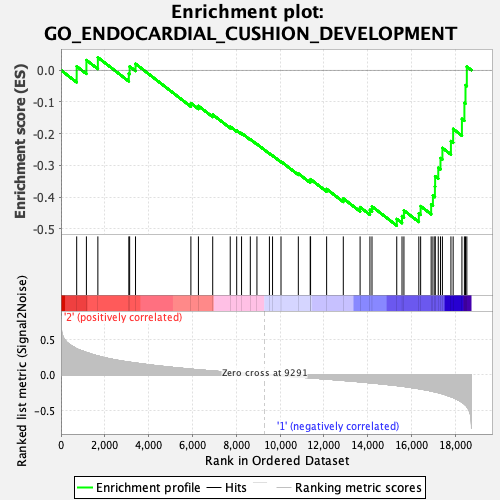 Enrichment plot:
GO_ENDOCARDIAL_CUSHION_DEVELOPMENT
Enrichment score (ES)
0.1
0.0
-0.1
-0.2
-0.3
-0.4
-0.5
'2' (positively correlated)
Ranked list metric (Signal2Noise)
0.5
0.0
-0.5
Zero cross at 9291
'1' (negatively correlated)
0
2,000
4,000
6,000
8,000
10,000
12,000
14,000
16,000
18,000
Rank in Ordered Dataset
Enrichment profile
Hits
Ranking metric scores